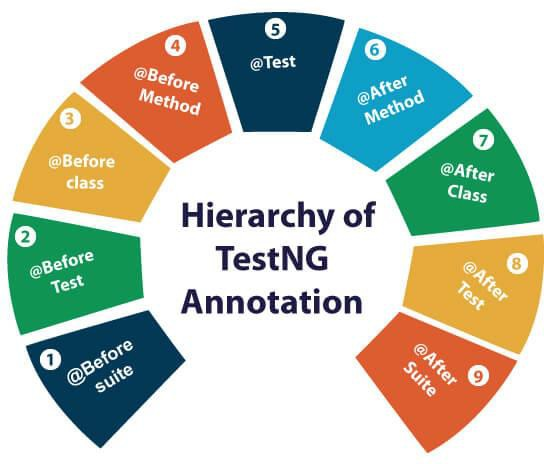 1
@Before
suite
2
@Before
Test
3
@Before
class
4
@Before
Method
5
@Test
6
@After
Method
7
@After
Class
8
@After
Test
9
@After
Suite
Hierarchy of
TestNG
Annotation